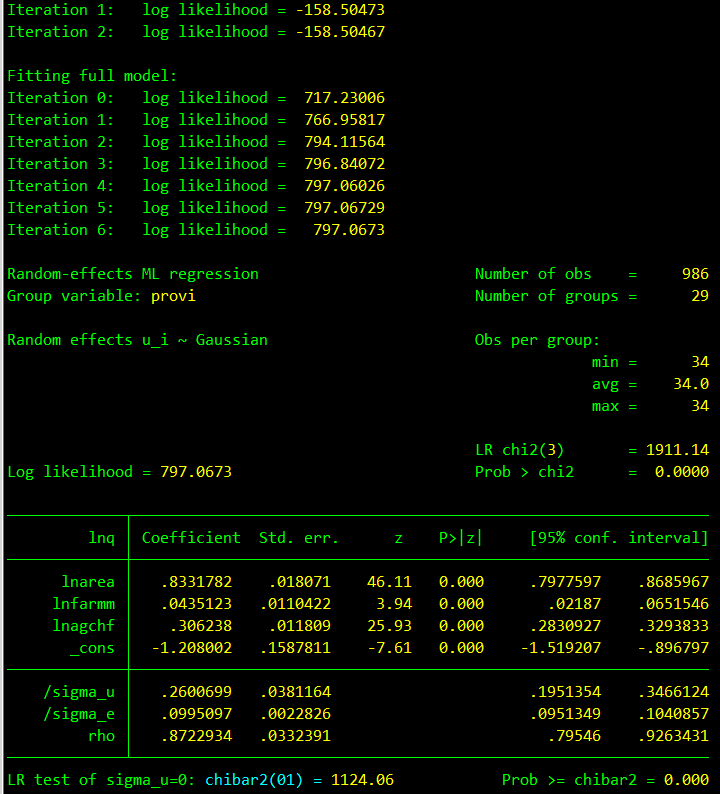 Iteration 1:   log likelihood = -158.50473
Iteration 2:   log likelihood = -158.50467
Fitting full model:
Iteration 0:   log likelihood =  717.23006
Iteration 1:   log likelihood =  766.95817
Iteration 2:   log likelihood =  794.11564
Iteration 3:   log likelihood =  796.84072
Iteration 4:   log likelihood =  797.06026
Iteration 5:   log likelihood =  797.06729
Iteration 6:   log likelihood =   797.0673
Random-effects ML regression                        Number of obs    =     986
Group variable: provi                               Number of groups =      29
Random effects u_i ~ Gaussian                       Obs per group:
min =      34
avg =    34.0
max =      34
LR chi2(3)       = 1911.14
Log likelihood = 797.0673                           Prob > chi2      =  0.0000
lnq | Coefficient  Std. err.      z    P>|z|     [95% conf. interval]
lnarea | .8331782   .018071    46.11   0.000     .7977597    .8685967
lnfarmm | .0435123   .0110422     3.94   0.000       .02187    .0651546
lnagchf | .306238   .011809    25.93   0.000     .2830927    .3293833
_cons | -1.208002   .1587811    -7.61   0.000    -1.519207    -.896797
/sigma_u | .2600699   .0381164                      .1951354    .3466124
/sigma_e | .0995097   .0022826                      .0951349    .1040857
rho | .8722934   .0332391                        .79546    .9263431
LR test of sigma_u=0: chibar2(01) = 1124.06            Prob >= chibar2 = 0.000